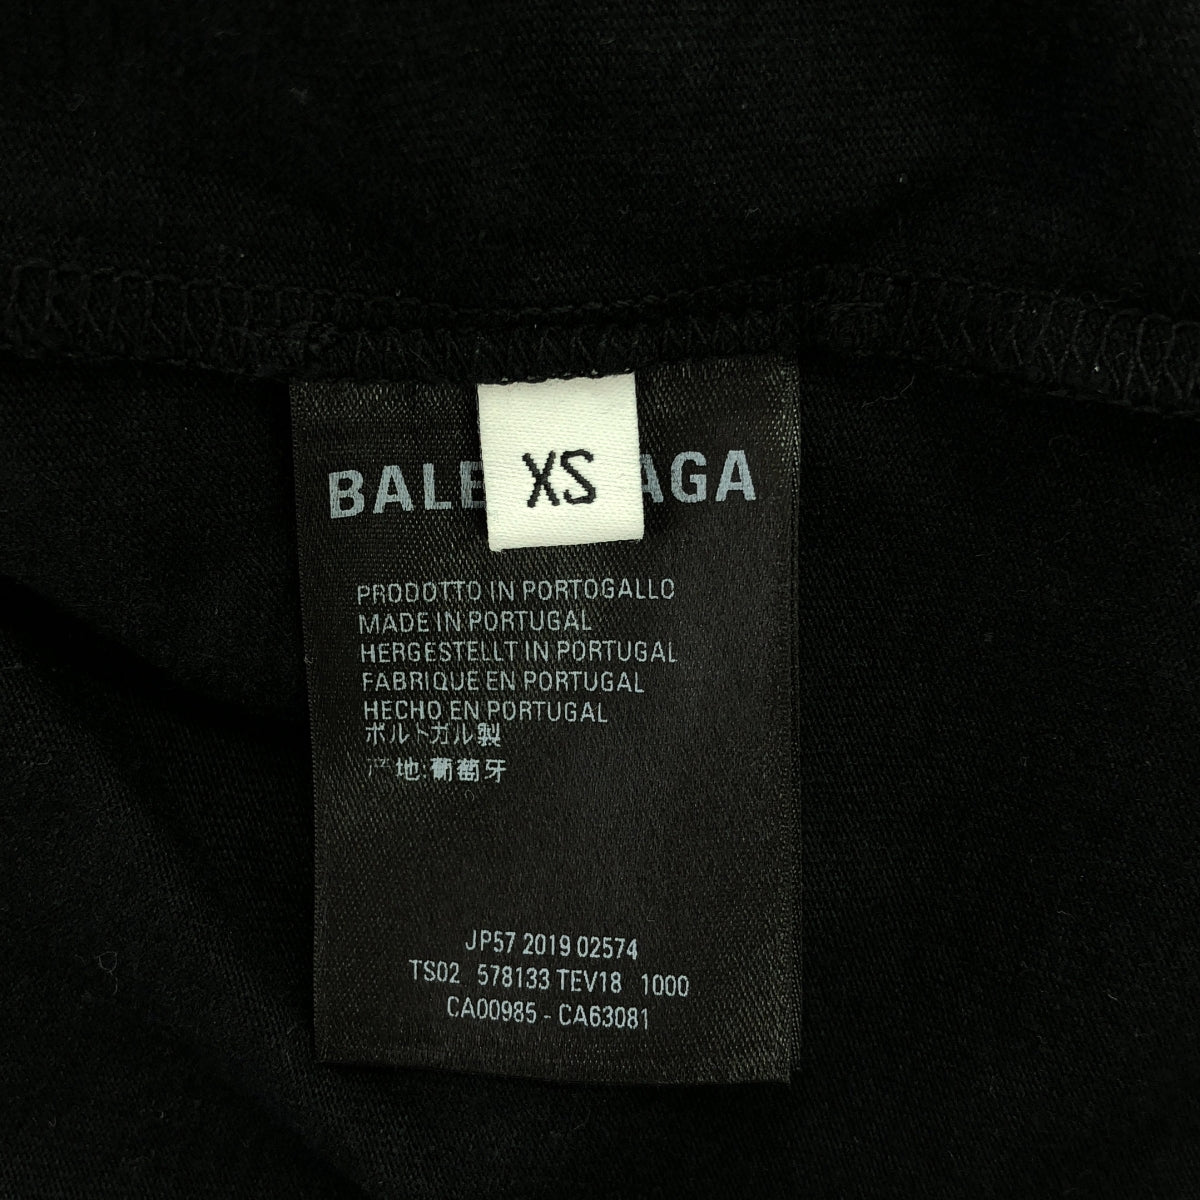 BALE AGA
XS
PRODOTTO IN PORTOGALLO
MADE IN PORTUGAL
HERGESTELLT IN PORTUGAL
FABRIQUE EN PORTUGAL
HECHO EN PORTUGAL
ポルトガル製
产地:葡萄牙
JP57 2019 02574
TS02 578133 TEV18 1000
CA00985 - CA63081